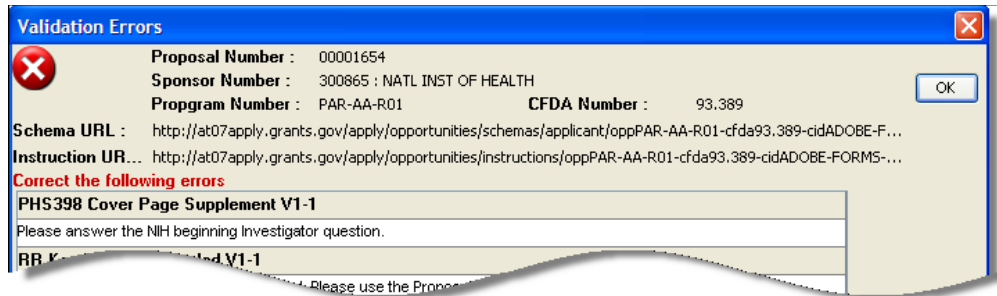 Validation Errors
Proposal Number : 00001654
Sponsor Number : 300865 : NATL INST OF HEALTH
OK
Propgram Number : PAR-AA-R01 CFDA Number : 93.389
Schema URL : http://at07apply.grants.gov/apply/opportunities/schemas/applicant/oppPAR-AA-R01-cfda93.389-cidADOBE-F...
Instruction UR... http://at07apply.grants.gov/apply/opportunities/instructions/oppPAR-AA-R01-cfda93.389-cidADOBE-FORMS-...
Correct the following errors
PHS398 Cover Page Supplement V1-1
Please answer the NIH beginning Investigator question.
RR V1-1
Please use the